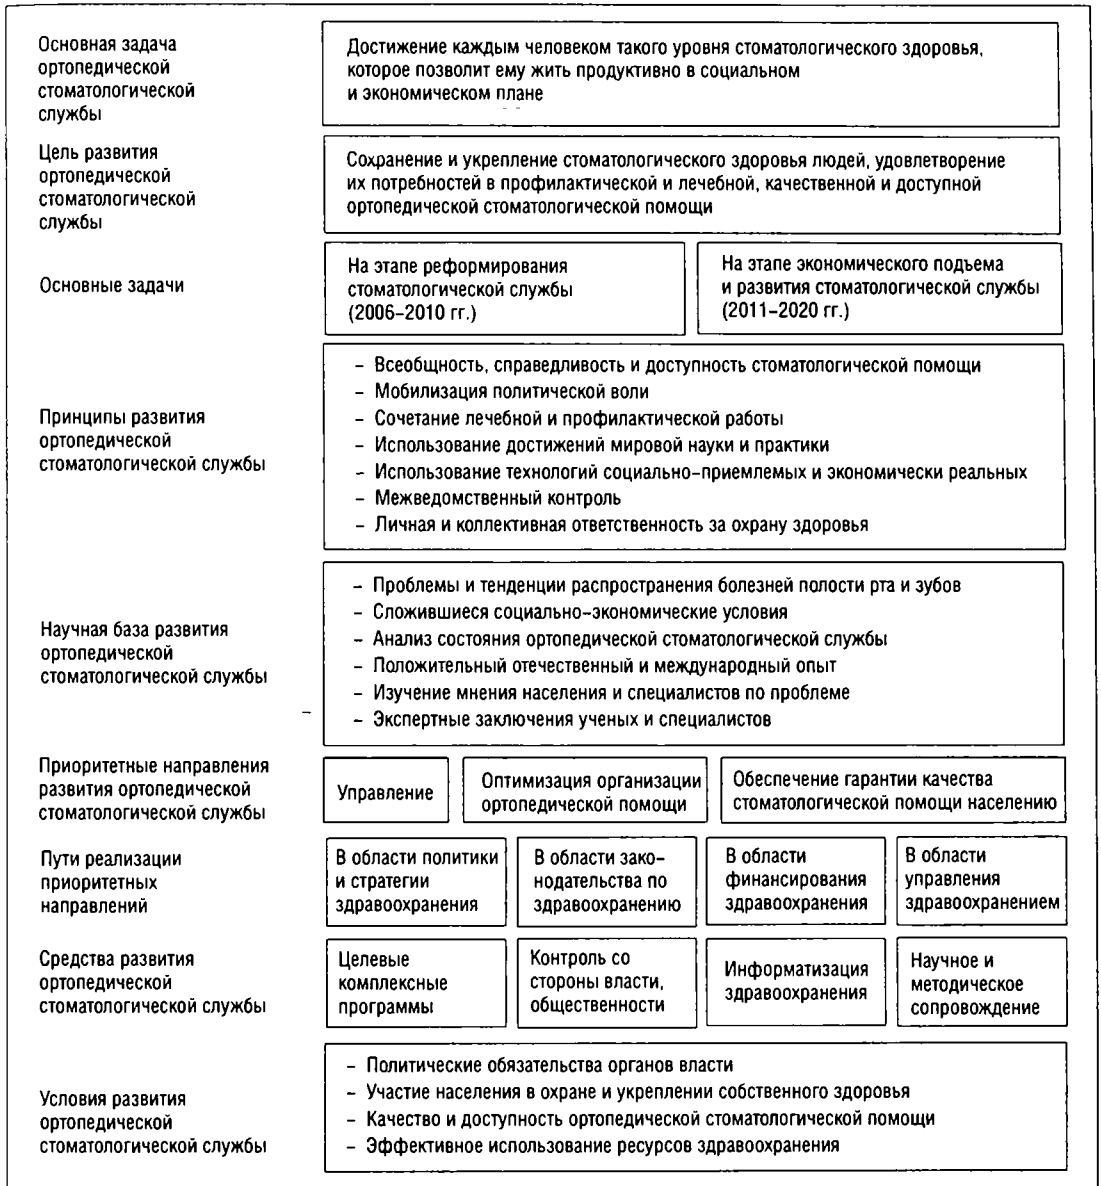 Основная задача
ортопедической
стоматологической
службы
Достижение каждым человеком такого уровня стоматологического здоровья,
которое позволит ему жить продуктивно в социальном
и экономическом плане
Цель развития
ортопедической
стоматологической
службы
Сохранение и укрепление стоматологического здоровья людей, удовлетворение
их потребностей в профилактической и лечебной, качественной и доступной
ортопедической стоматологической помощи
Основные задачи
На этапе реформирования
стоматологической службы
(2006–2010 гг.)
На этапе экономического подъема
и развития стоматологической службы
(2011–2020 гг.)
Принципы развития
ортопедической
стоматологической службы
– Всеобщность, справедливость и доступность стоматологической помощи
– Мобилизация политической воли
– Сочетание лечебной и профилактической работы
– Использование достижений мировой науки и практики
– Использование технологий социально-приемлемых и экономически реальных
– Межведомственный контроль
– Личная и коллективная ответственность за охрану здоровья
Научная база развития
ортопедической
стоматологической службы
– Проблемы и тенденции распространения болезней полости рта и зубов
– Сложившиеся социально-экономические условия
– Анализ состояния ортопедической стоматологической службы
– Положительный отечественный и международный опыт
– Изучение мнения населения и специалистов по проблеме
– Экспертные заключения ученых и специалистов
Приоритетные направления
развития ортопедической
стоматологической службы
Управление
Оптимизация организации
ортопедической помощи
Обеспечение гарантии качества
стоматологической помощи населению
Пути реализации
приоритетных
направлений
В области политики
и стратегии
здравоохранения
В области зако-
нодательства по
здравоохранению
В области
финансирования
здравоохранения
В области
управления
здравоохранением
Средства развития
ортопедической
стоматологической службы
Целевые
комплексные
программы
Контроль со
стороны власти,
общественности
Информатизация
здравоохранения
Научное и
методическое
сопровождение
Условия развития
ортопедической
стоматологической службы
– Политические обязательства органов власти
– Участие населения в охране и укреплении собственного здоровья
– Качество и доступность ортопедической стоматологической помощи
– Эффективное использование ресурсов здравоохранения